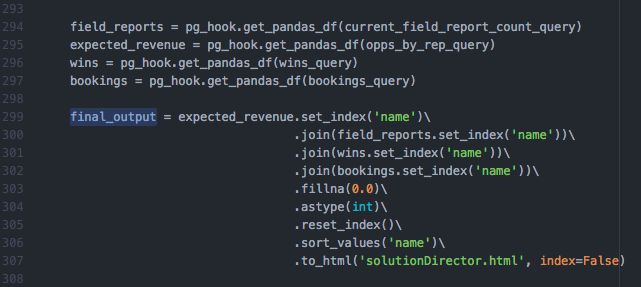 293
294 field_reports = pg_hook.get_pandas_df(current_field_report_count_query)
295 expected_revenue = pg_hook.get_pandas_df(opps_by_rep_query)
296 wins = pg_hook.get_pandas_df(wins_query)
297 bookings = pg_hook.get_pandas_df(bookings_query)
298
299 final_output = expected_revenue.set_index('name')\
300 .join(field_reports.set_index('name'))\
301 .join(wins.set_index('name'))\
302 .join(bookings.set_index('name'))\
303 .fillna(0.0)\
304 .astype(int)\
305 .reset_index()\
306 .sort_values('name')\
307 .to_html('solutionDirector.html', index=False)
308